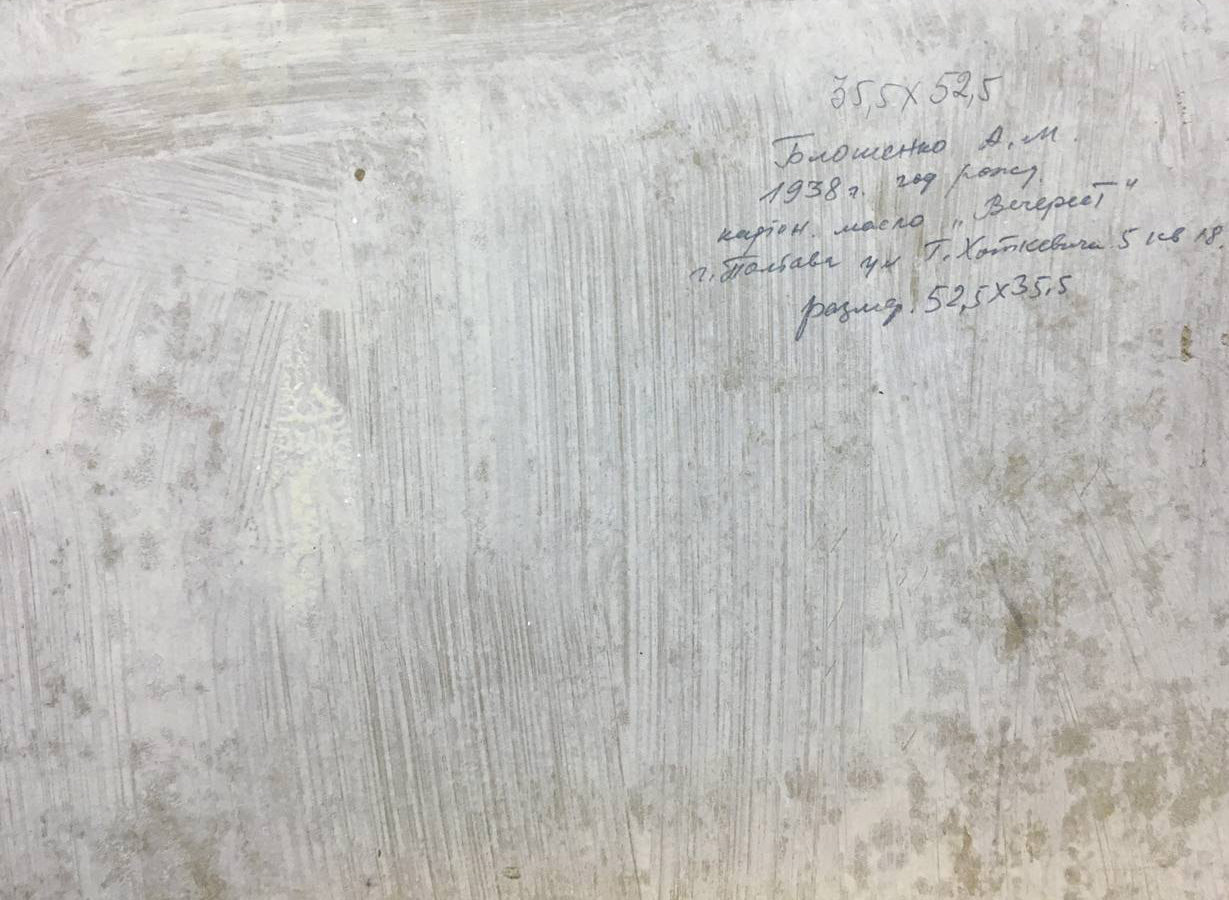 35,5х52,5
Блошенко А.М.
1938 г. год рожд.
картон. масло „Вечереет"
г. Полтава ул Г. Хоткевича 5 кв 18.
размер. 52,5х35,5